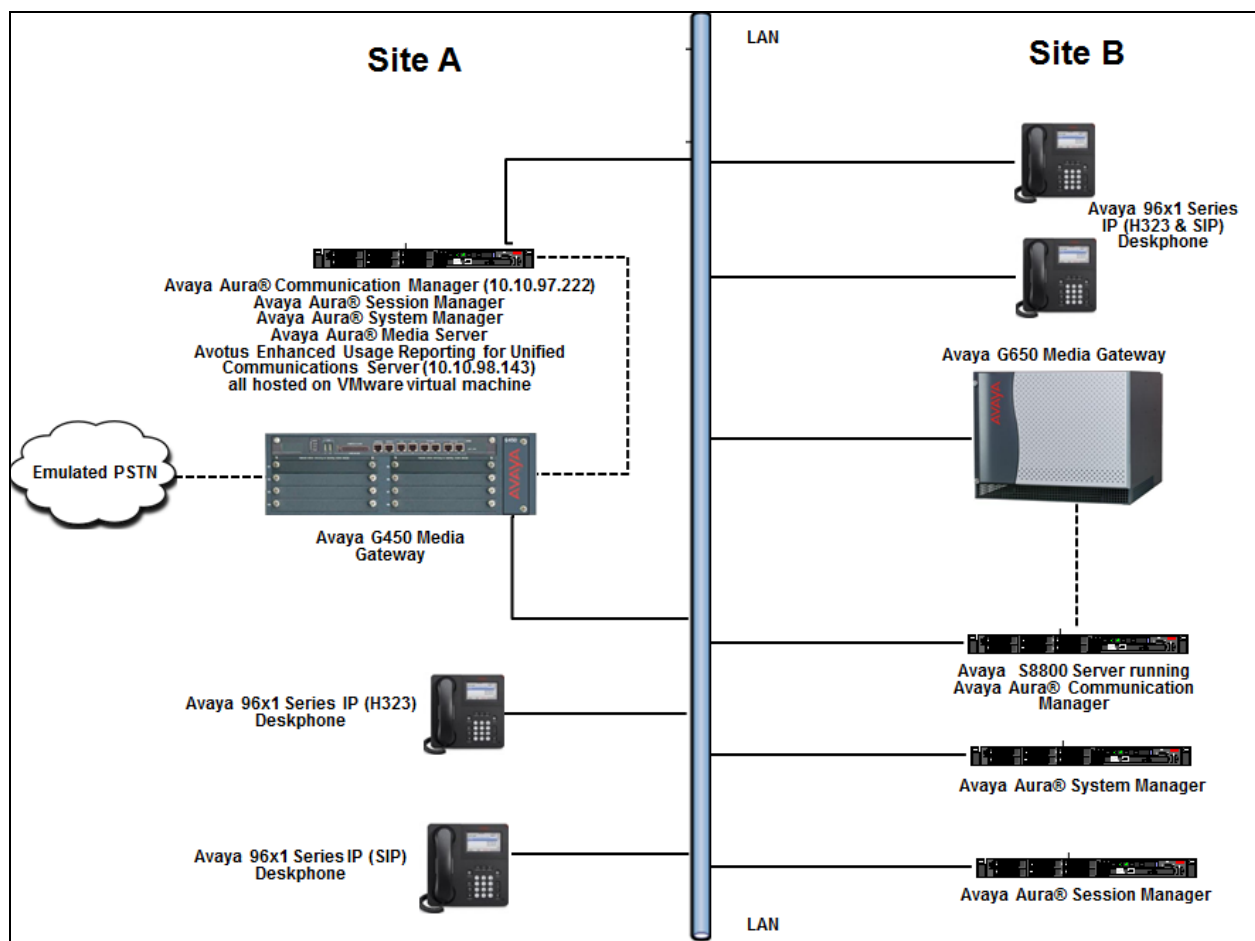 LAN
Site A
Site B
Avaya 96x1 Series
IP (H323 & SIP)
Deskphone
Avaya Aura® Communication Manager (10.10.97.222)
Avaya Aura® Session Manager
Avaya Aura® System Manager
Avaya Aura® Media Server
Avotus Enhanced Usage Reporting for Unified
Communications Server (10.10.98.143)
all hosted on VMware virtual machine
Avaya G650 Media Gateway
AVAYA
Emulated PSTN
AVAYA
Avaya G450 Media
Gateway
Avaya S8800 Server running
Avaya Aura® Communication
Manager
Avaya 96x1 Series IP (H323)
Deskphone
Avaya Aura® System Manager
Avaya 96x1 Series IP (SIP)
Deskphone
Avaya Aura® Session Manager
LAN